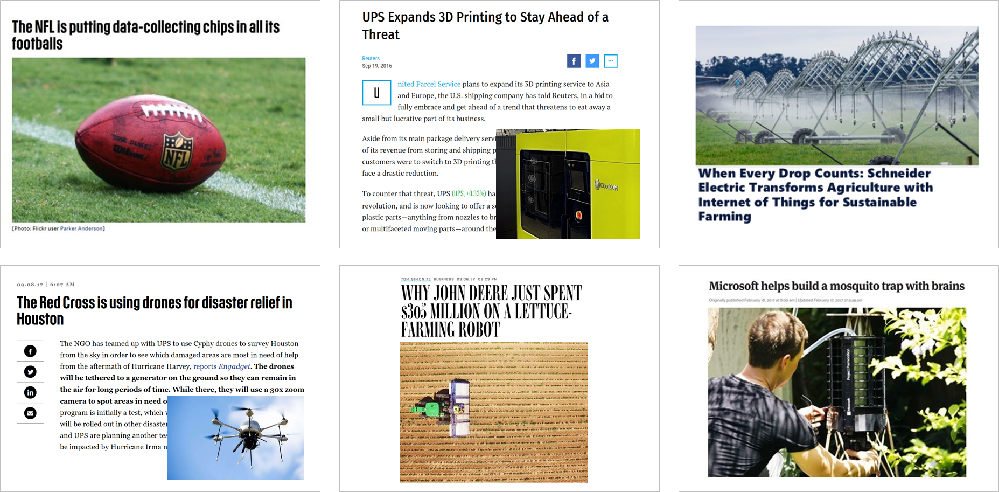 The NFL is putting data-collecting chips in all its
footballs
NFL
[Photo: Flickr user Parker Anderson]
UPS Expands 3D Printing to Stay Ahead of a
Threat
Reuters
Sep 19, 2016
United Parcel Service plans to expand its 3D printing service to Asia
and Europe, the U.S. shipping company has told Reuters, in a bid to
fully embrace and get ahead of a trend that threatens to eat away a
small but lucrative part of its business.
Aside from its main package delivery servi
of its revenue from storing and shipping p
customers were to switch to 3D printing th
face a drastic reduction.
To counter that threat, UPS (UPS, +0.33%) ha
revolution, and is now looking to offer a se
plastic parts—anything from nozzles to br
or multifaceted moving parts—around the
CloudDDM
When Every Drop Counts: Schneider
Electric Transforms Agriculture with
Internet of Things for Sustainable
Farming
09.08.17 | 6:07 AM
The Red Cross is using drones for disaster relief in
Houston
The NGO has teamed up with UPS to use Cyphy drones to survey Houston
from the sky in order to see which damaged areas are most in need of help
from the aftermath of Hurricane Harvey, reports Engadget. The drones
will be tethered to a generator on the ground so they can remain in
the air for long periods of time. While there, they will use a 30x zoom
camera to spot areas in need o
program is initially a test, which w
will be rolled out in other disaster
and UPS are planning another tes
be impacted by Hurricane Irma n
TOM SIMONITE BUSINESS 09.06.17 08:23 PM
WHY JOHN DEERE JUST SPENT
$305 MILLION ON A LETTUCE-
FARMING ROBOT
Microsoft helps build a mosquito trap with brains
Originally published February 18, 2017 at 8:00 am | Updated February 17, 2017 at 5:49 pm
Project Premonition
Microsoft